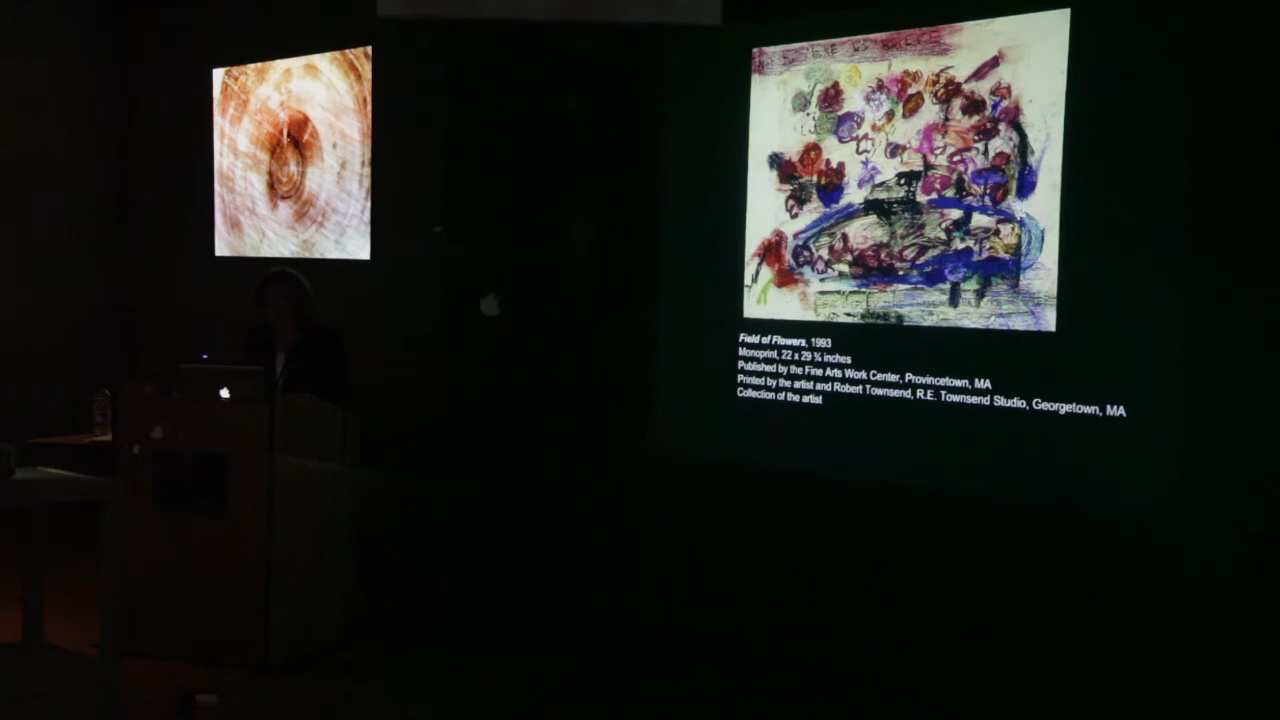 Field of Flowers, 1993
Monoprint, 22 x 29 ¾ inches
Published by the Fine Arts Work Center, Provincetown, MA
Printed by the artist and Robert Townsend, R.E. Townsend Studio, Georgetown, MA
Collection of the artist